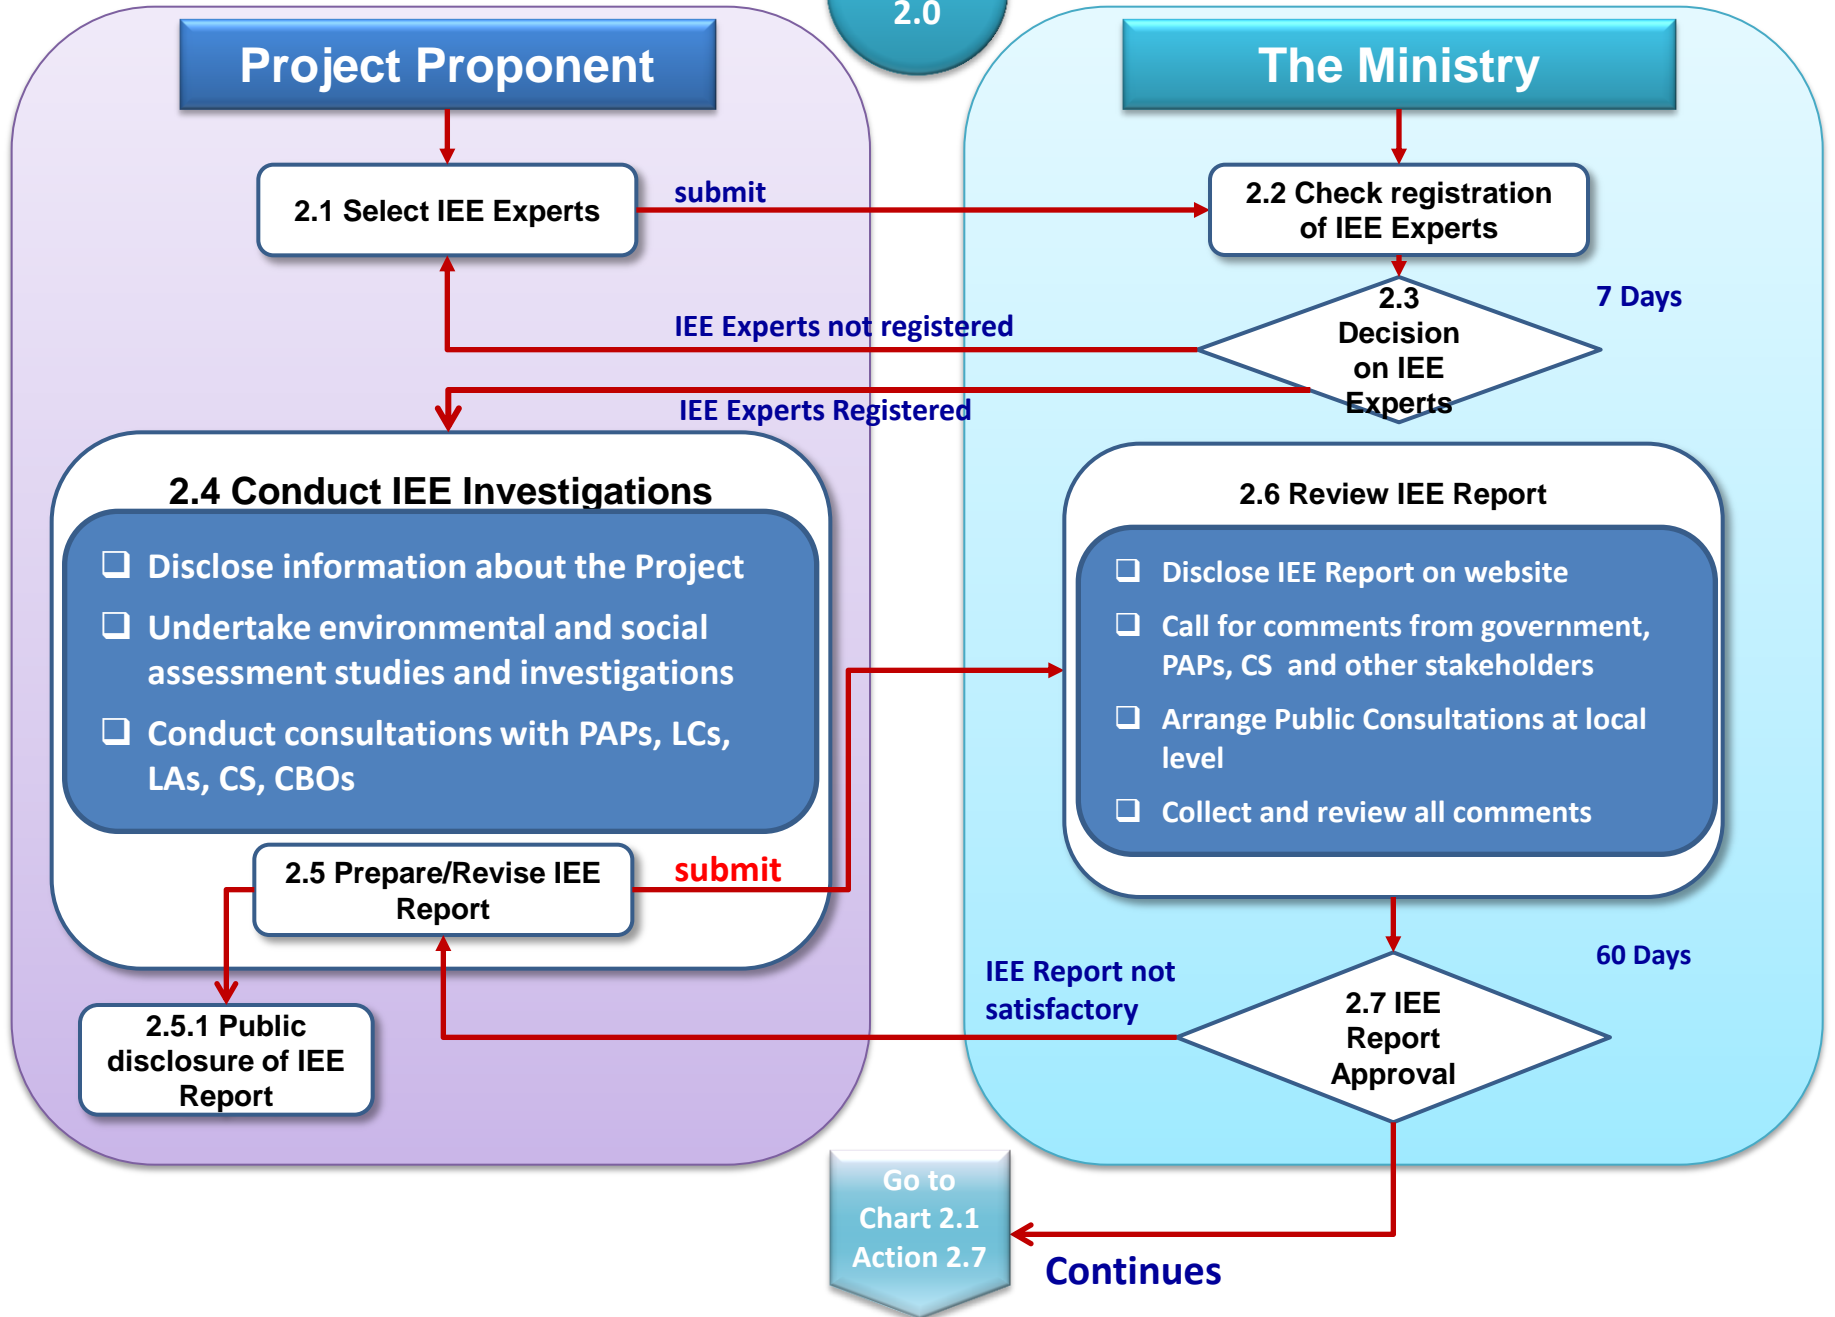 2.0
Project Proponent
The Ministry
2.1 Select IEE Experts
submit
2.2 Check registration
of IEE Experts
2.3
Decision
on IEE
Experts
7 Days
IEE Experts not registered
IEE Experts Registered
2.4 Conduct IEE Investigations
❑ Disclose information about the Project
❑ Undertake environmental and social
assessment studies and investigations
❑ Conduct consultations with PAPs, LCs,
LAs, CS, CBOs
2.5 Prepare/Revise IEE
Report
submit
2.5.1 Public
disclosure of IEE
Report
2.6 Review IEE Report
❑ Disclose IEE Report on website
❑ Call for comments from government,
PAPs, CS and other stakeholders
❑ Arrange Public Consultations at local
level
❑ Collect and review all comments
60 Days
IEE Report not
satisfactory
2.7 IEE
Report
Approval
Go to
Chart 2.1
Action 2.7
Continues